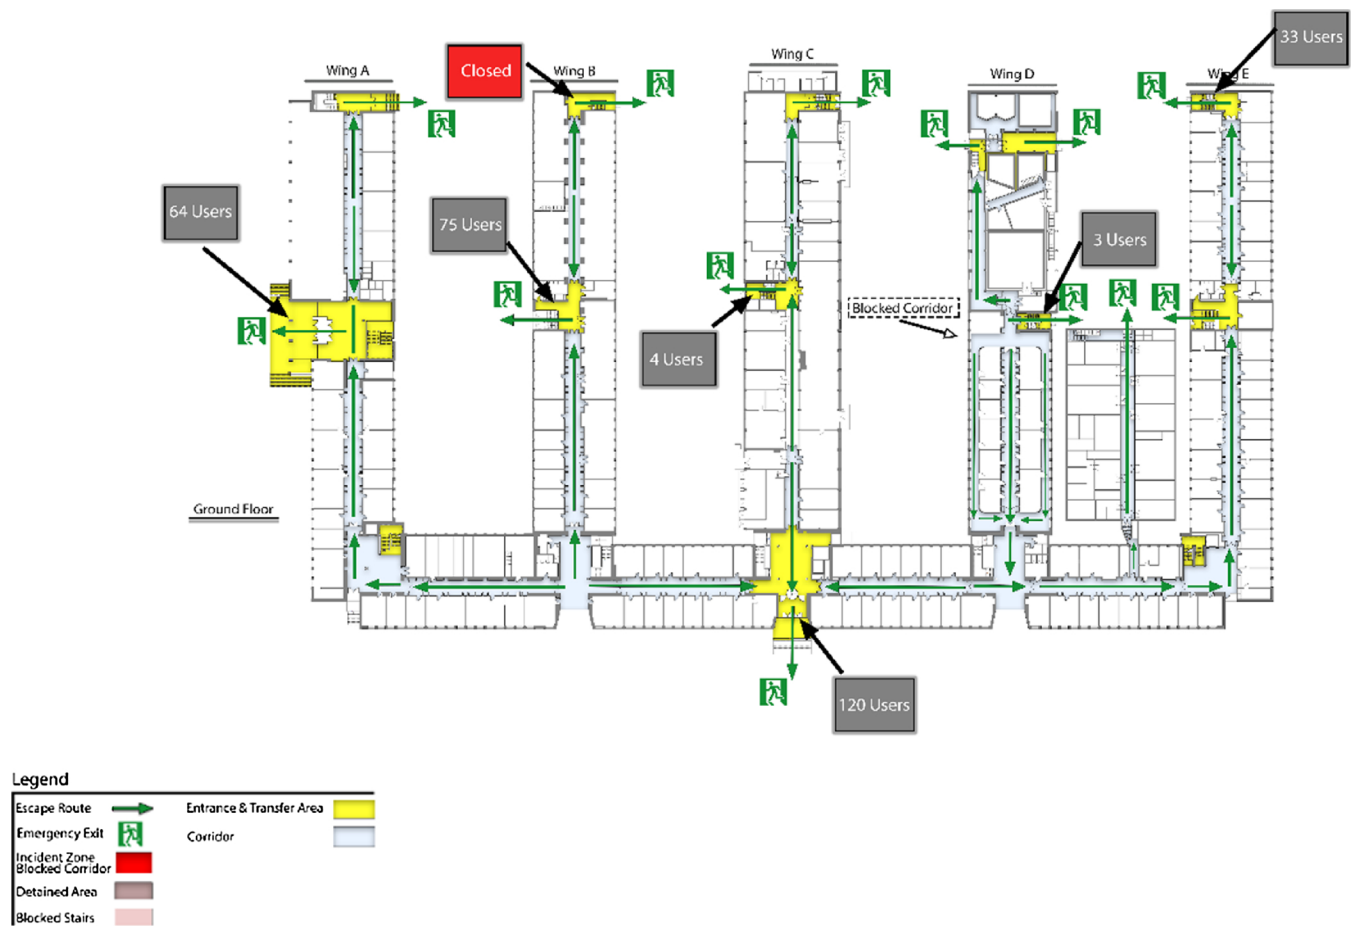 33 Users
Wing C
Closed
Wing A
Wing B
Wing D
Wing E
64 Users
75 Users
3 Users
Blocked Corridor
4 Users
Ground Floor
120 Users
Legend
Escape Route
Entrance & Transfer Area
Emergency Exit
Corridor
Incident Zone
Blocked Corridor
Detained Area
Blocked Stairs